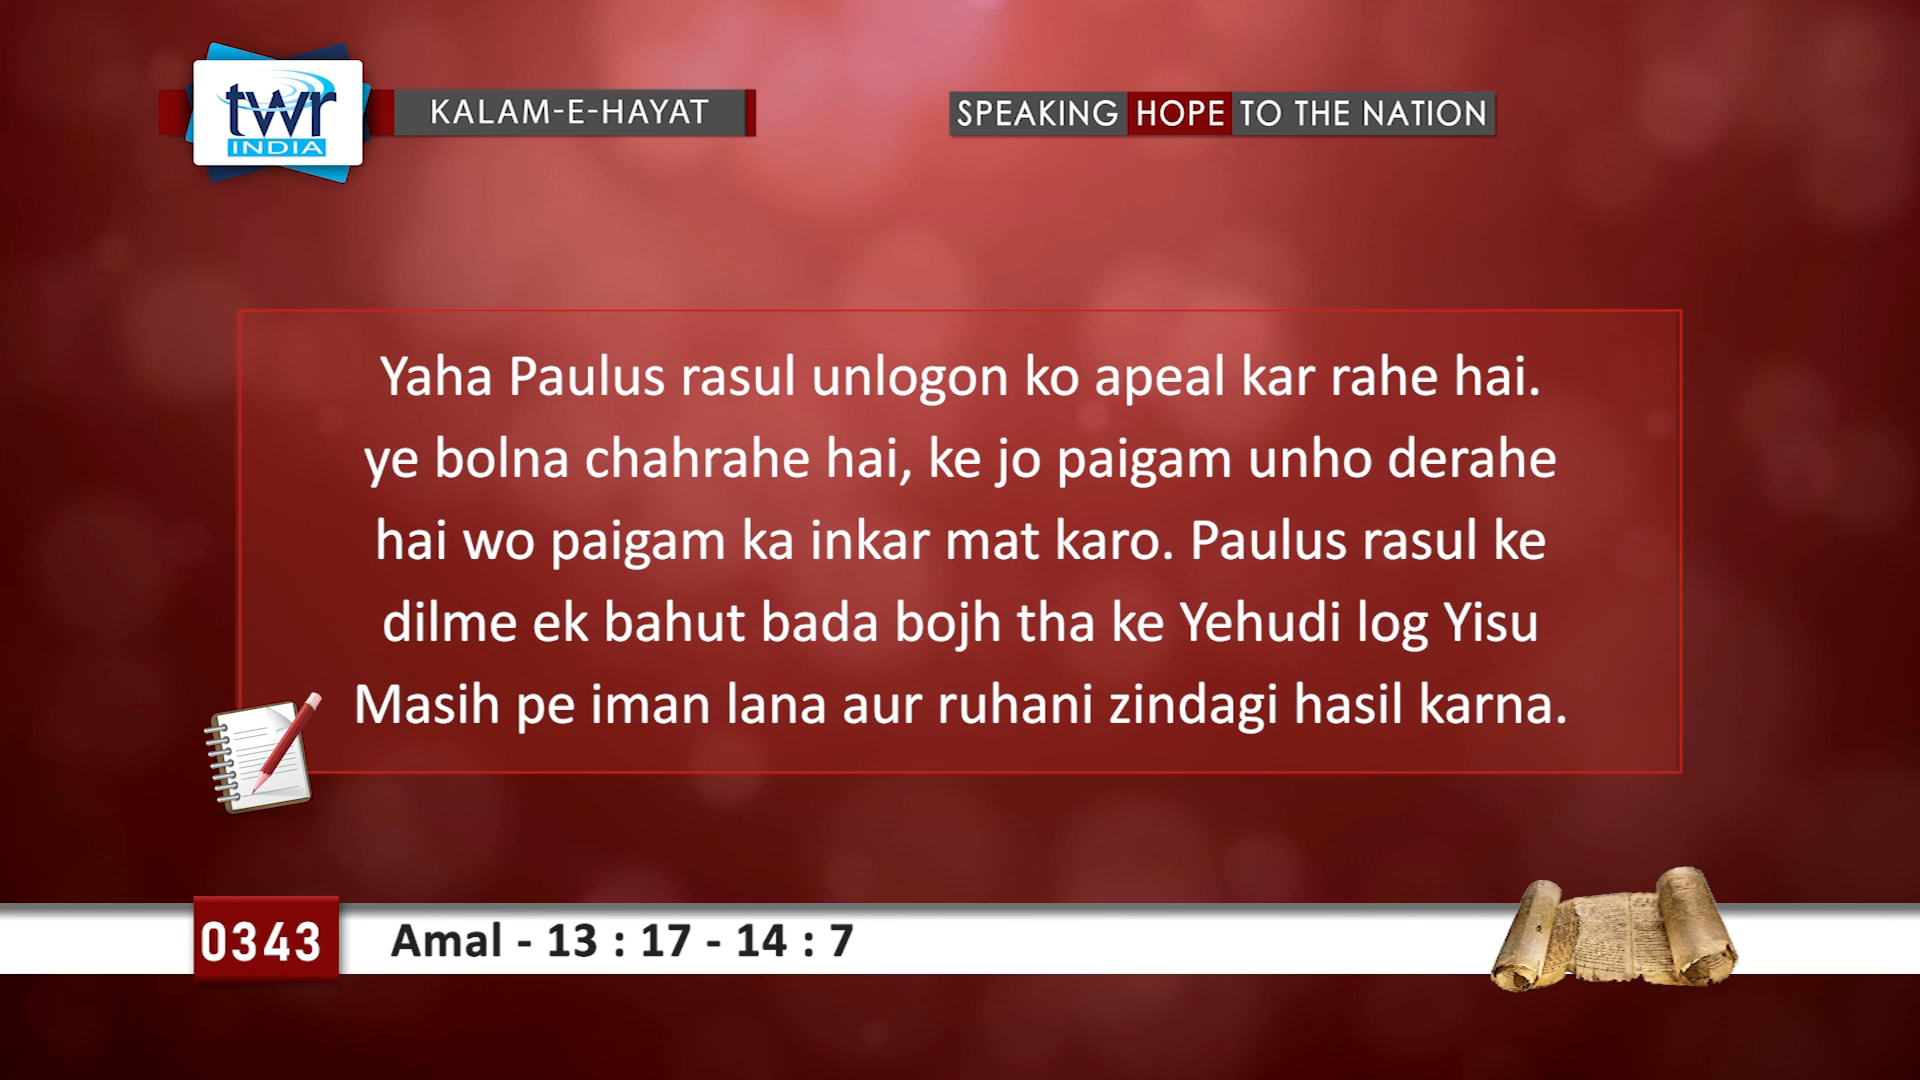 twr
INDIA
KALAM-E-HAYAT
SPEAKING HOPE TO THE NATION
Yaha Paulus rasul unlogon ko apeal kar rahe hai.
ye bolna chahrahe hai, ke jo paigam unho derahe
hai wo paigam ka inkar mat karo. Paulus rasul ke
dilme ek bahut bada bojh tha ke Yehudi log Yisu
Masih pe iman lana aur ruhani zindagi hasil karna.
0343
Amal - 13 : 17 - 14 : 7